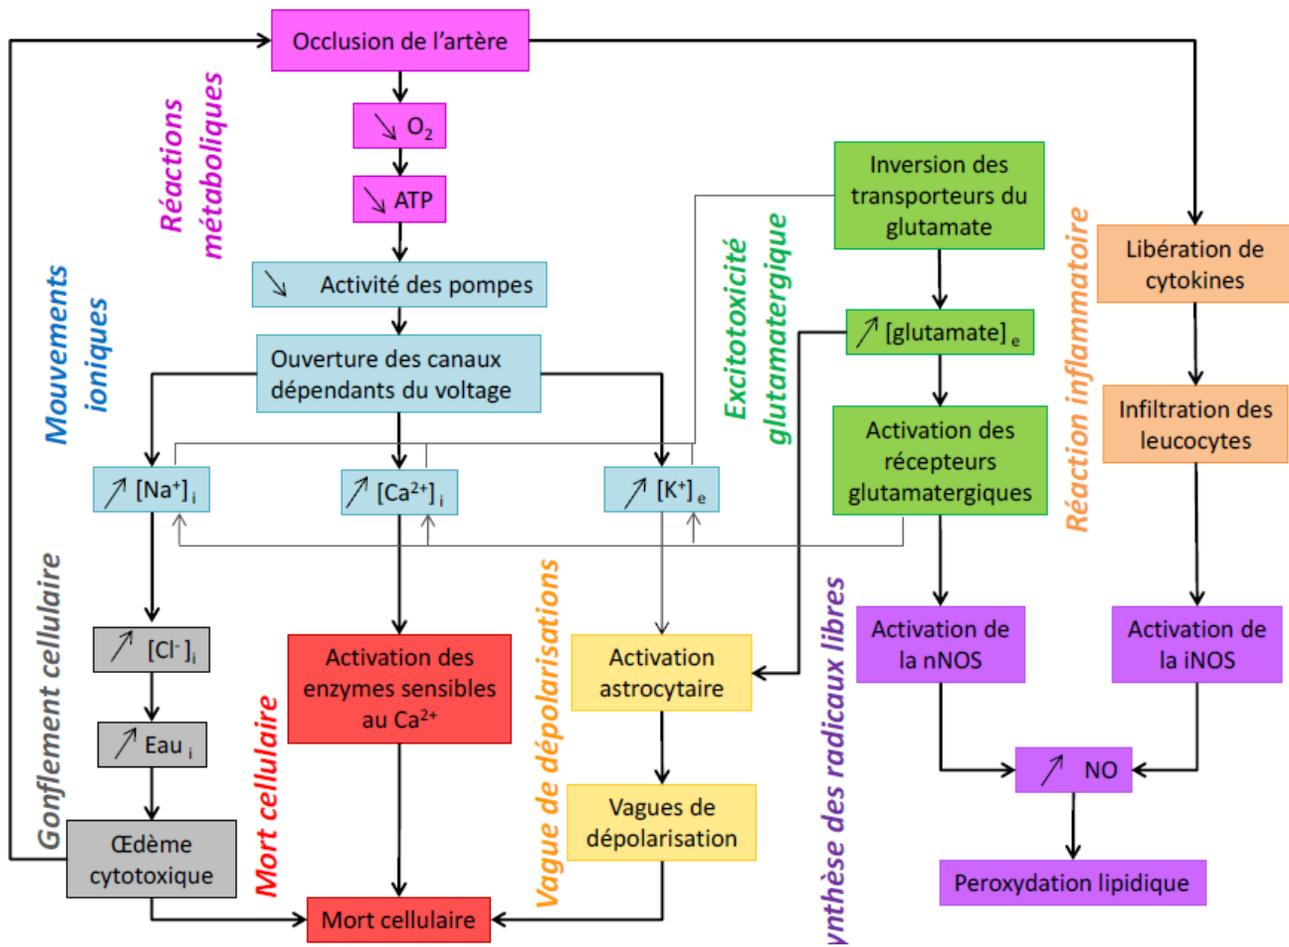 Occlusion de l'artère
Réactions
métaboliques
↘ O₂
↘ ATP
Mouvements
ioniques
↘ Activité des pompes
Ouverture des canaux
dépendants du voltage
↗ [Na⁺] i
↗ [Ca²⁺] i
↗ [K⁺] e
Excitotoxicité
glutamatergique
Inversion des
transporteurs du
glutamate
↗ [glutamate] e
Activation des
récepteurs
glutamatergiques
Réaction inflammatoire
Libération de
cytokines
Infiltration des
leucocytes
Gonflement cellulaire
↗ [Cl⁻]i
↗ Eau i
Œdème
cytotoxique
Mort cellulaire
Activation des
enzymes sensibles
au Ca²⁺
Mort cellulaire
Vague de dépolarisations
Activation
astrocytaire
Vagues de
dépolarisation
ynthèse des radicaux libres
Activation de
la nNOS
Activation de
la iNOS
↗ NO
Peroxydation lipidique